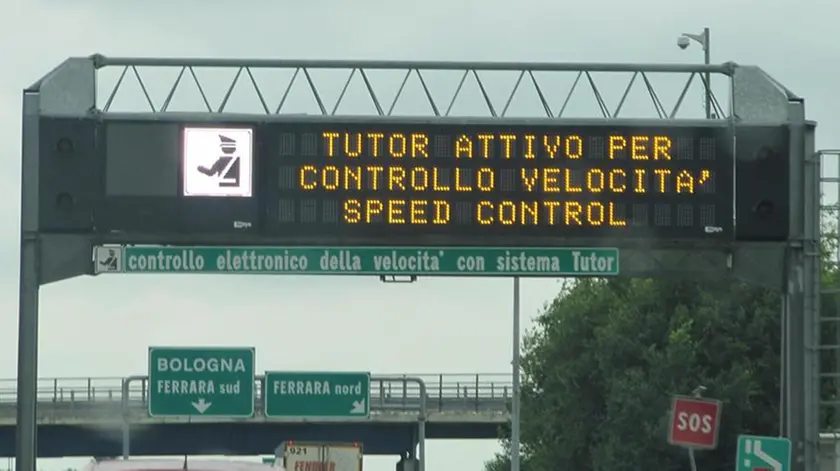 TUTOR ATTIVO PER
CONTROLLO VELOCITA'
SPEED CONTROL
controllo elettronico della velocita' con sistema Tutor
BOLOGNA
FERRARA sud
FERRARA nord
SOS
921